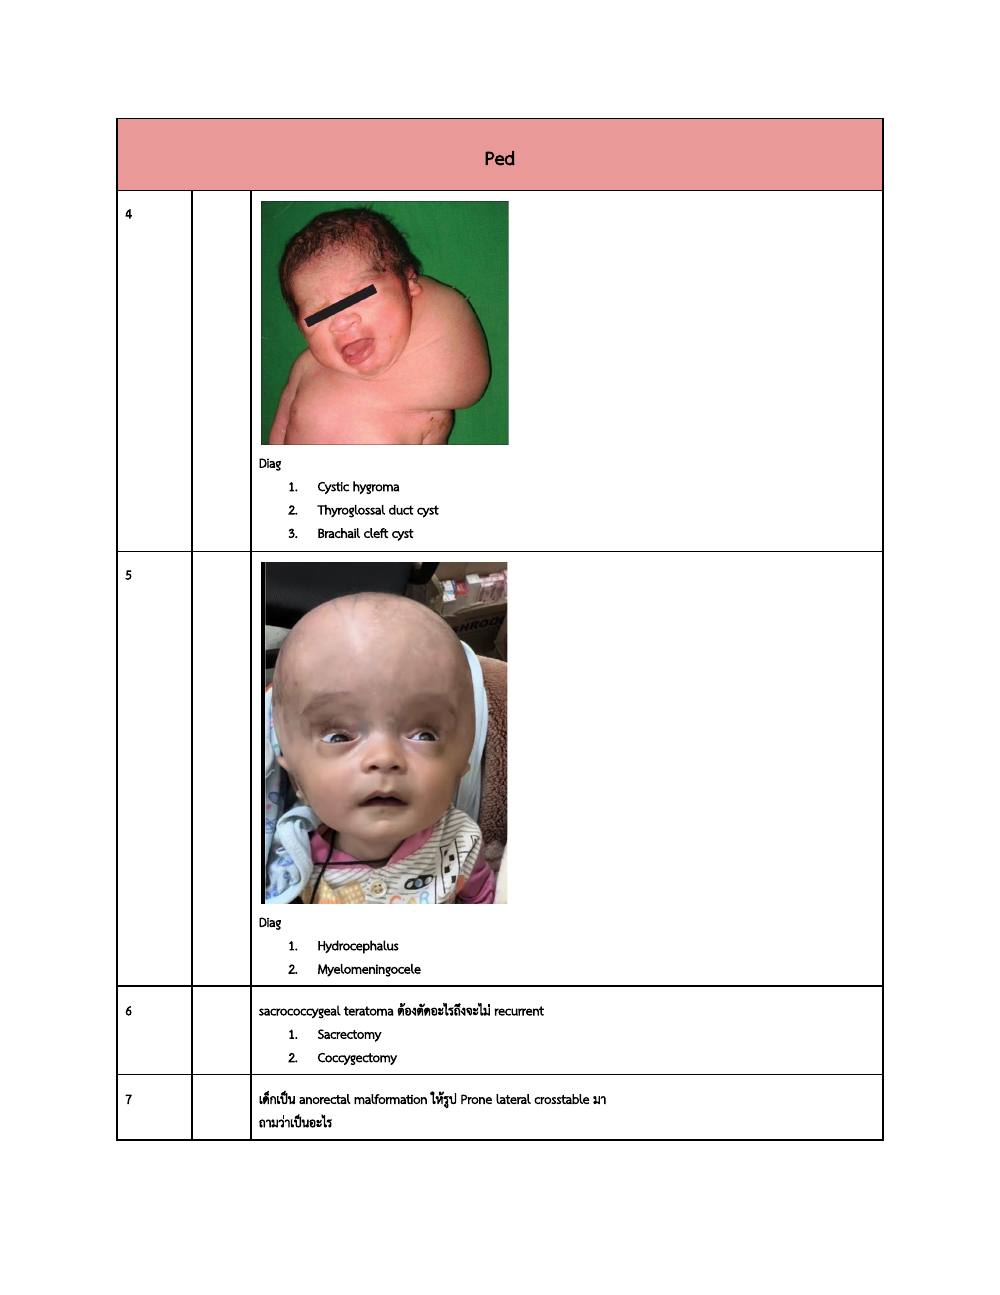 Ped
4
Diag
1. Cystic hygroma
2. Thyroglossal duct cyst
3. Brachail cleft cyst
5
SHROO
CAR
Diag
1. Hydrocephalus
2. Myelomeningocele
6
sacrococcygeal teratoma ต้องตัดอะไรถึงจะไม่ recurrent
1. Sacrectomy
2. Coccygectomy
7
เด็กเป็น anorectal malformation ให้รูป Prone lateral crosstable มา
ถามว่าเป็นอะไร